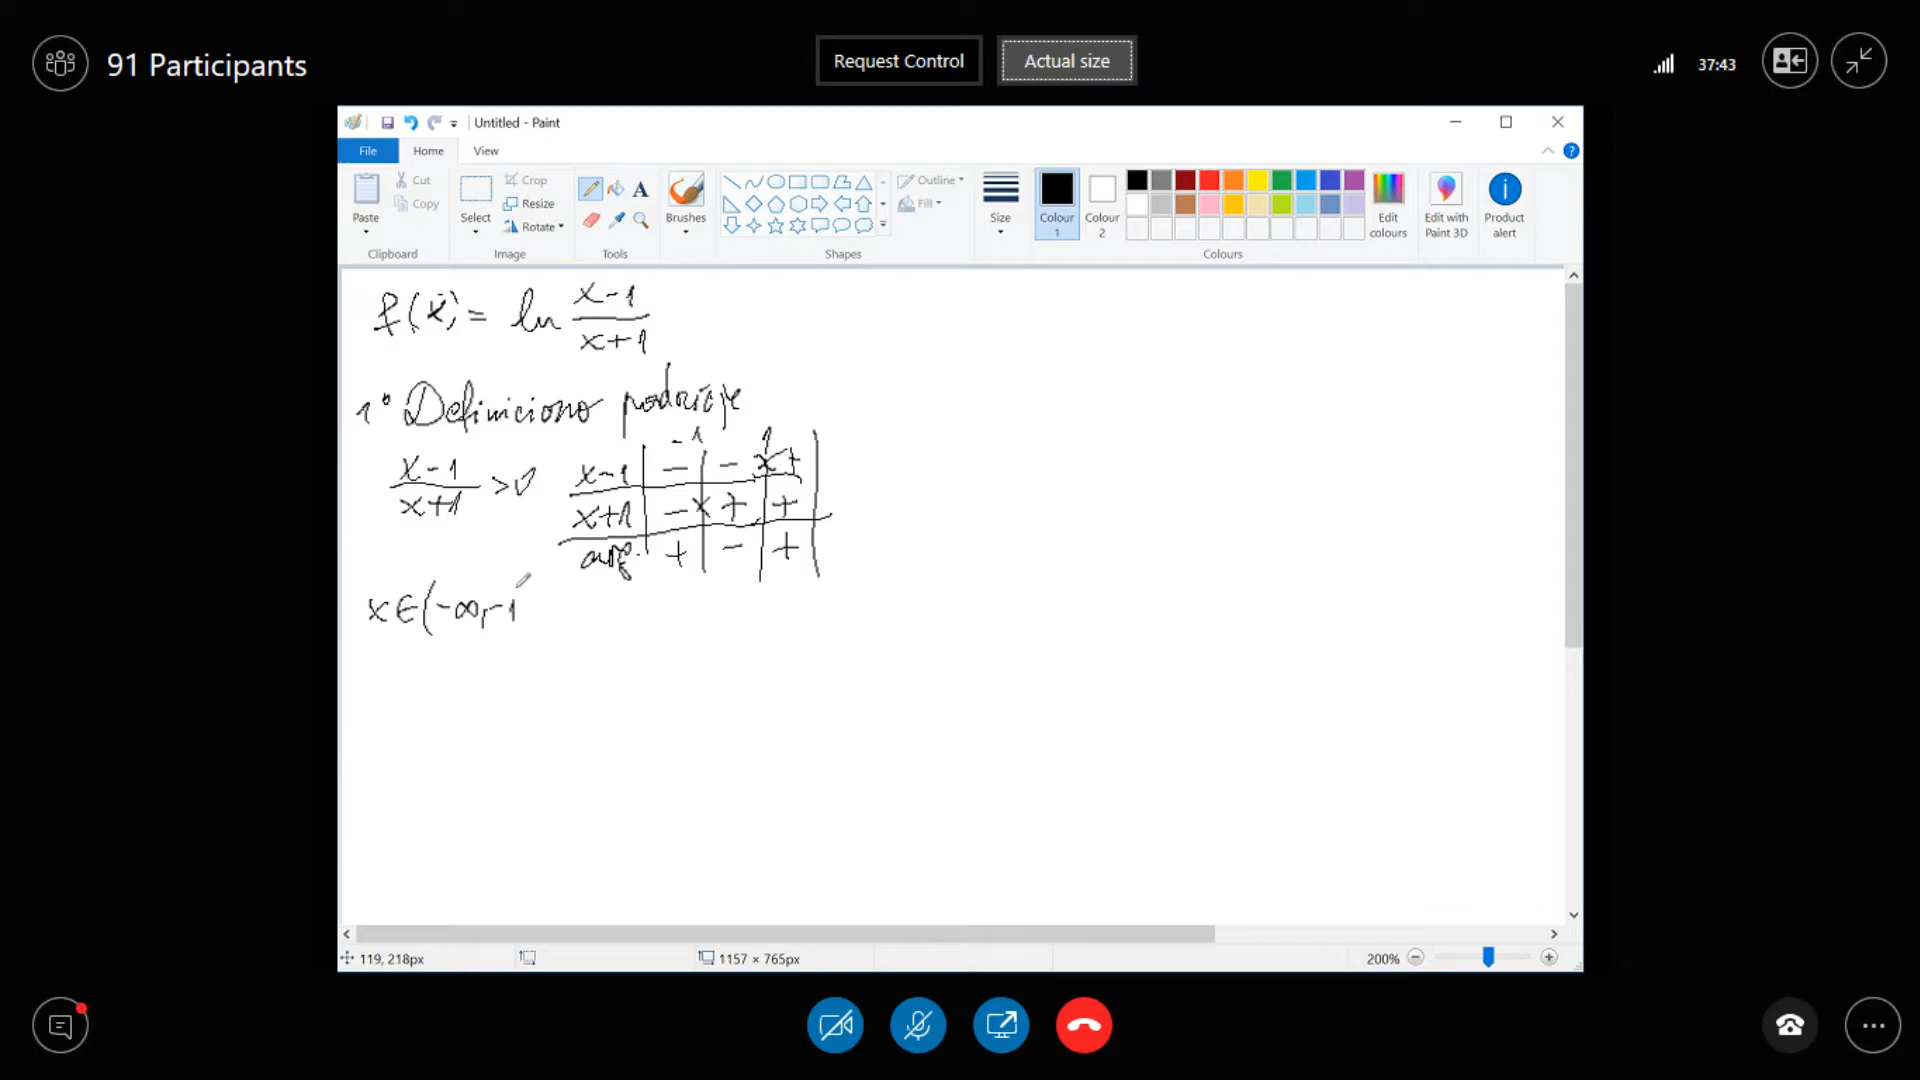 91 Participants
Request Control
Actual size
37:43
Untitled - Paint
File
Home
View
Paste
Cut
Copy
Clipboard
Select
Crop
Resize
Rotate
Image
A
Tools
Brushes
Outline
Fill
Shapes
Size
Colour 1
Colour 2
Edit colours
Colours
Edit with Paint 3D
Product alert
f(x) = ln (x-1)/(x+1)
1° Definiciono područje
(x-1)/(x+1) >0
-1 1
x-1 | - | - x +
x+1 | - x + | +
arg. + | - | +
x∈(-∞,-1
119, 218px
1157 × 765px
200%